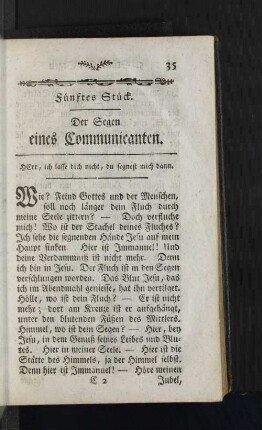 35
Fünftes Stück.
Der Segen
eines Communicanten.
HErr, ich lasse dich nicht, du segnest mich dann.
Wie? Feind Gottes und der Menschen,
soll noch länger dein Fluch durch
meine Seele zittern? — Doch verfluche
mich! Wo ist der Stachel deines Fluches?
Ich sehe die segnenden Hände Jesu auf mein
Haupt sinken. Hier ist Immanuel! Und
deine Verdammniß ist nicht mehr. Denn
ich bin in Jesu. Der Fluch ist in den Segen
verschlungen worden. Das Blut Jesu, das
ich im Abendmahl geniesse, hat ihn vertilget.
Hölle, wo ist dein Fluch? — Er ist nicht
mehr; dort am Kreuze ist er aufgehängt,
unter den blutenden Füßen des Mittlers.
Himmel, wo ist dein Segen? — Hier, bey
Jesu, in dem Genuß seines Leibes und Blu-
tes. Hier in meiner Seele. — Hier ist die
Stätte des Himmels, ja der Himmel selbst.
Denn hier ist Immanuel! — Höre meinen
C 2 Jubel,